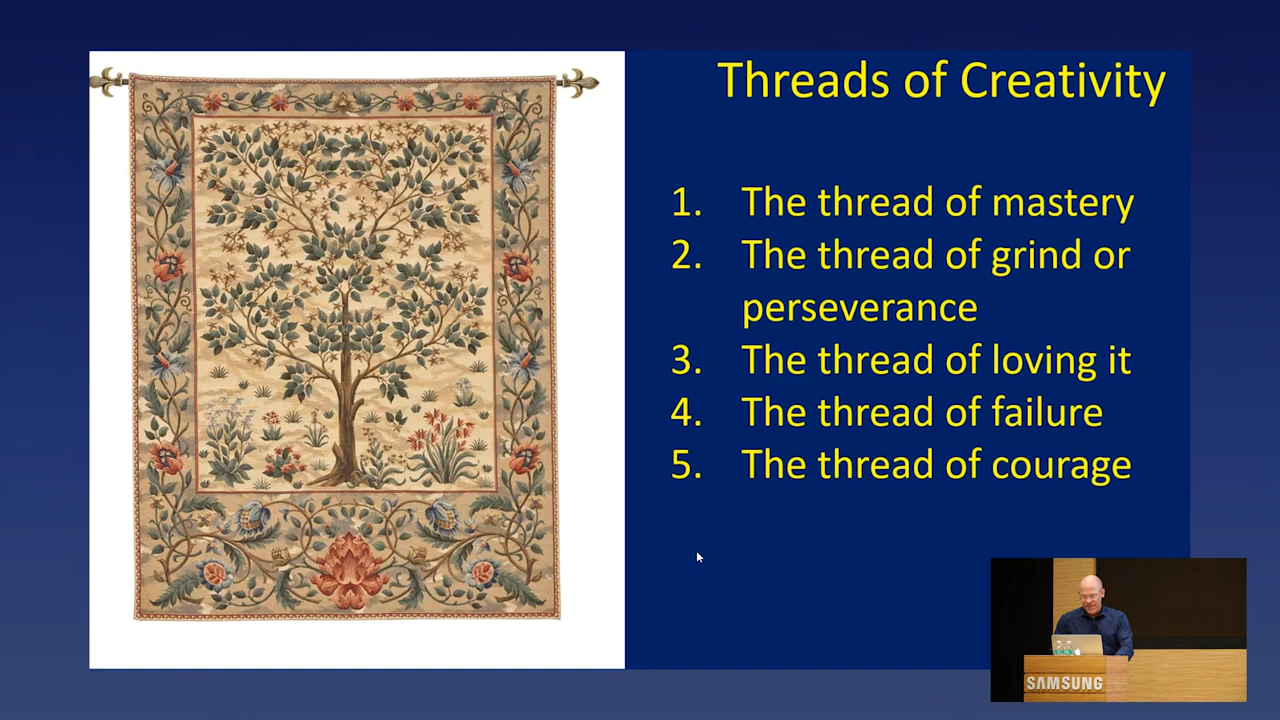 Threads of Creativity
1. The thread of mastery
2. The thread of grind or
perseverance
3. The thread of loving it
4. The thread of failure
5. The thread of courage
SAMSUNG